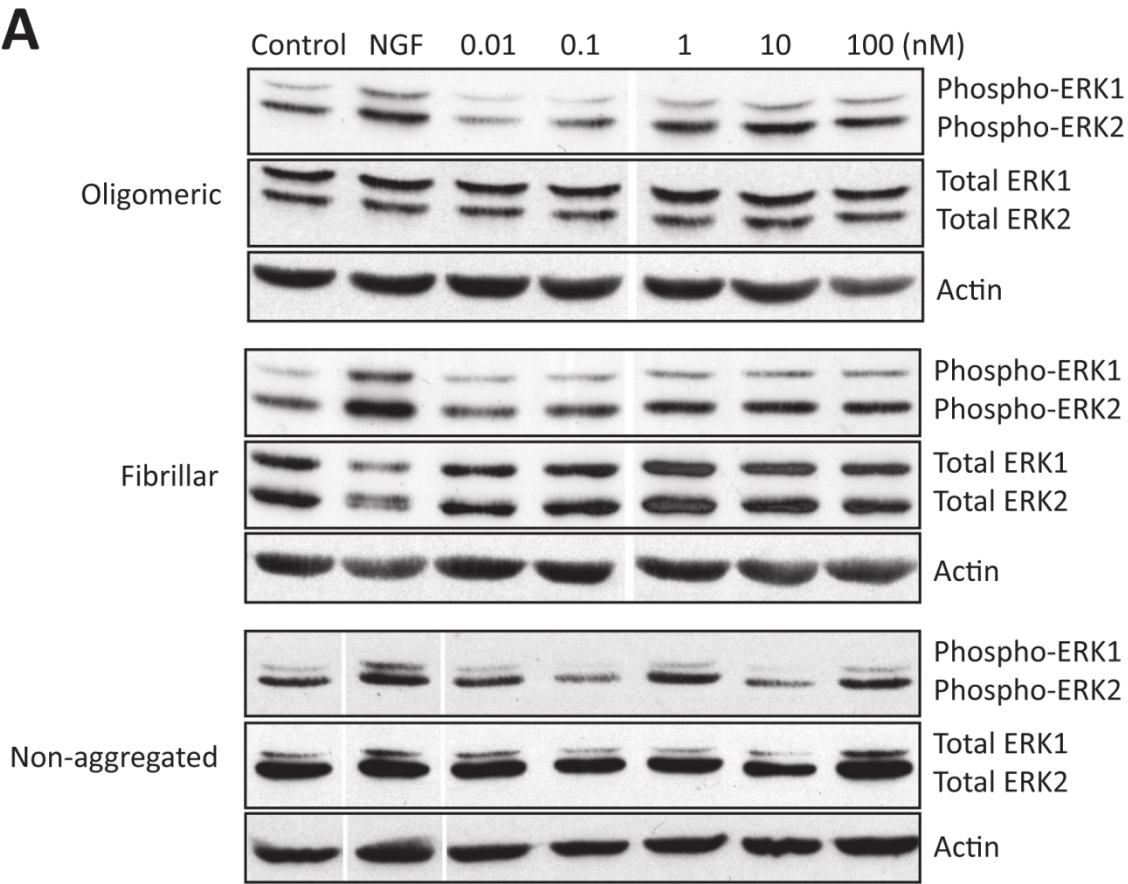 A
Control NGF 0.01 0.1 1 10 100 (nM)
Phospho-ERK1
Phospho-ERK2
Oligomeric
Total ERK1
Total ERK2
Actin
Phospho-ERK1
Phospho-ERK2
Fibrillar
Total ERK1
Total ERK2
Actin
Phospho-ERK1
Phospho-ERK2
Non-aggregated
Total ERK1
Total ERK2
Actin